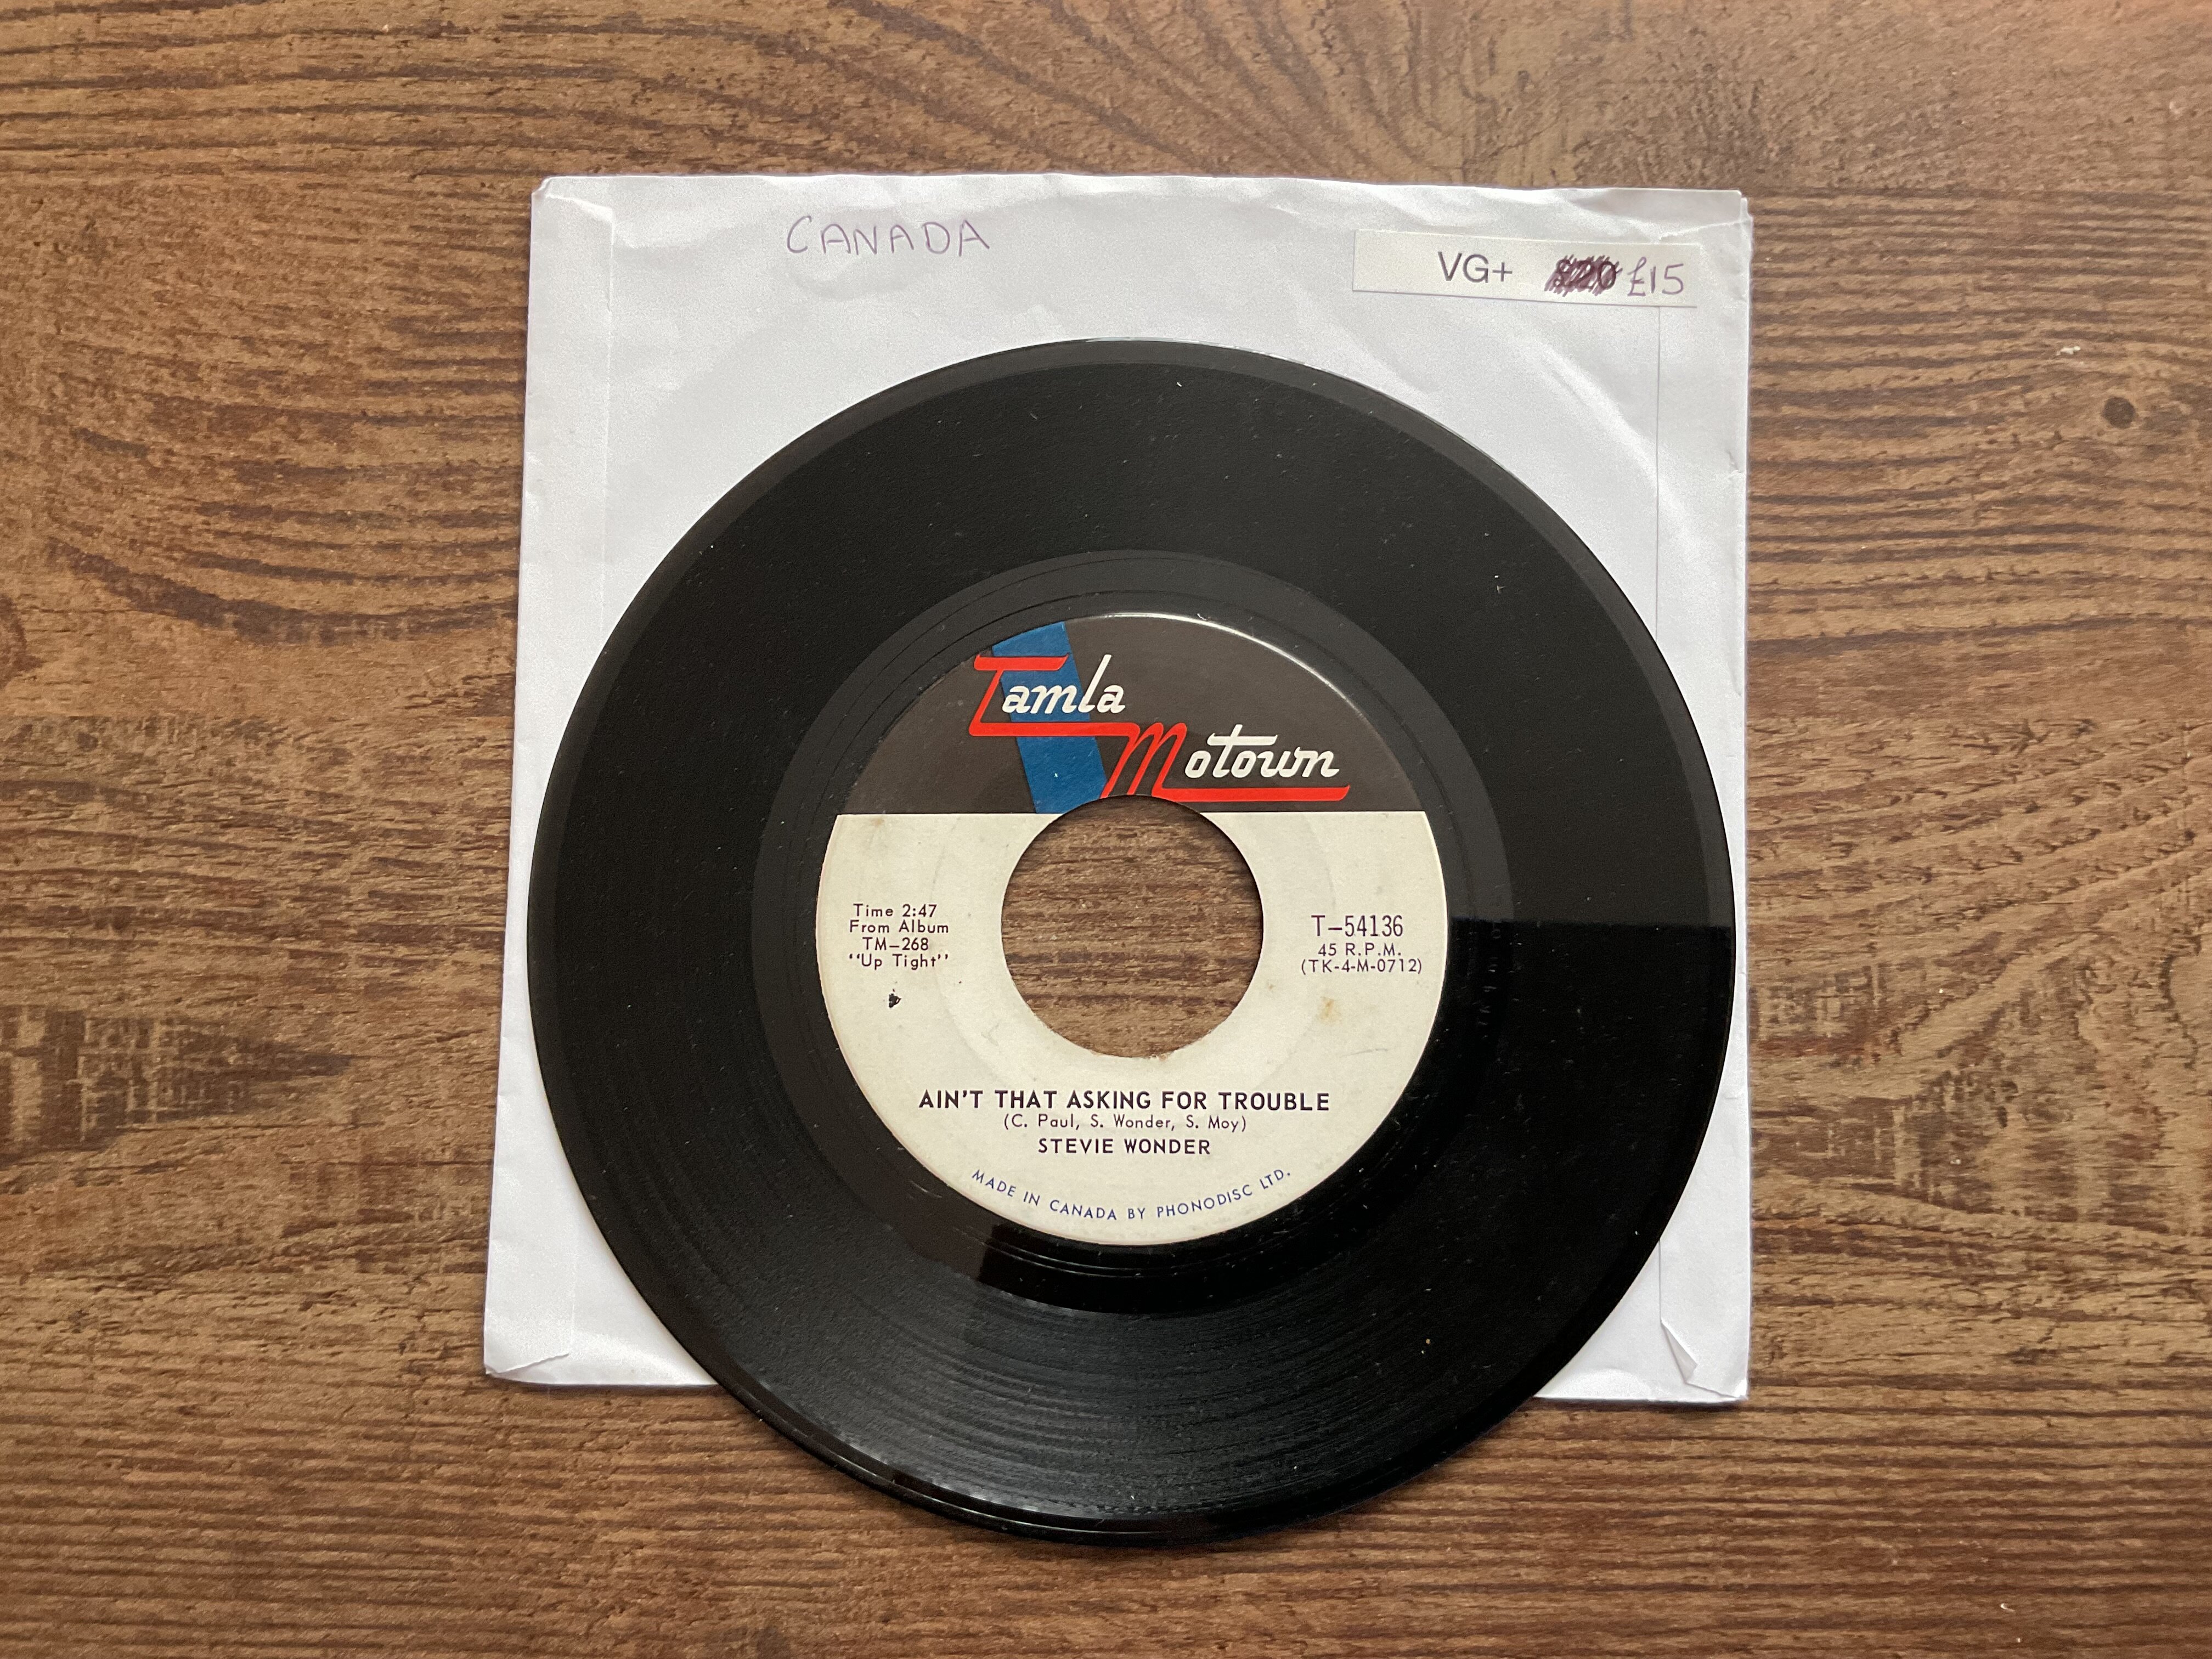 CANADA
VG+ £20 £15
Tamla
Motown
Time 2:47
From Album
TM-268
"Up Tight"
T-54136
45 R.P.M.
(TK-4-M-0712)
AIN'T THAT ASKING FOR TROUBLE
(C. Paul, S. Wonder, S. Moy)
STEVIE WONDER
MADE IN CANADA BY PHONODISC LTD.